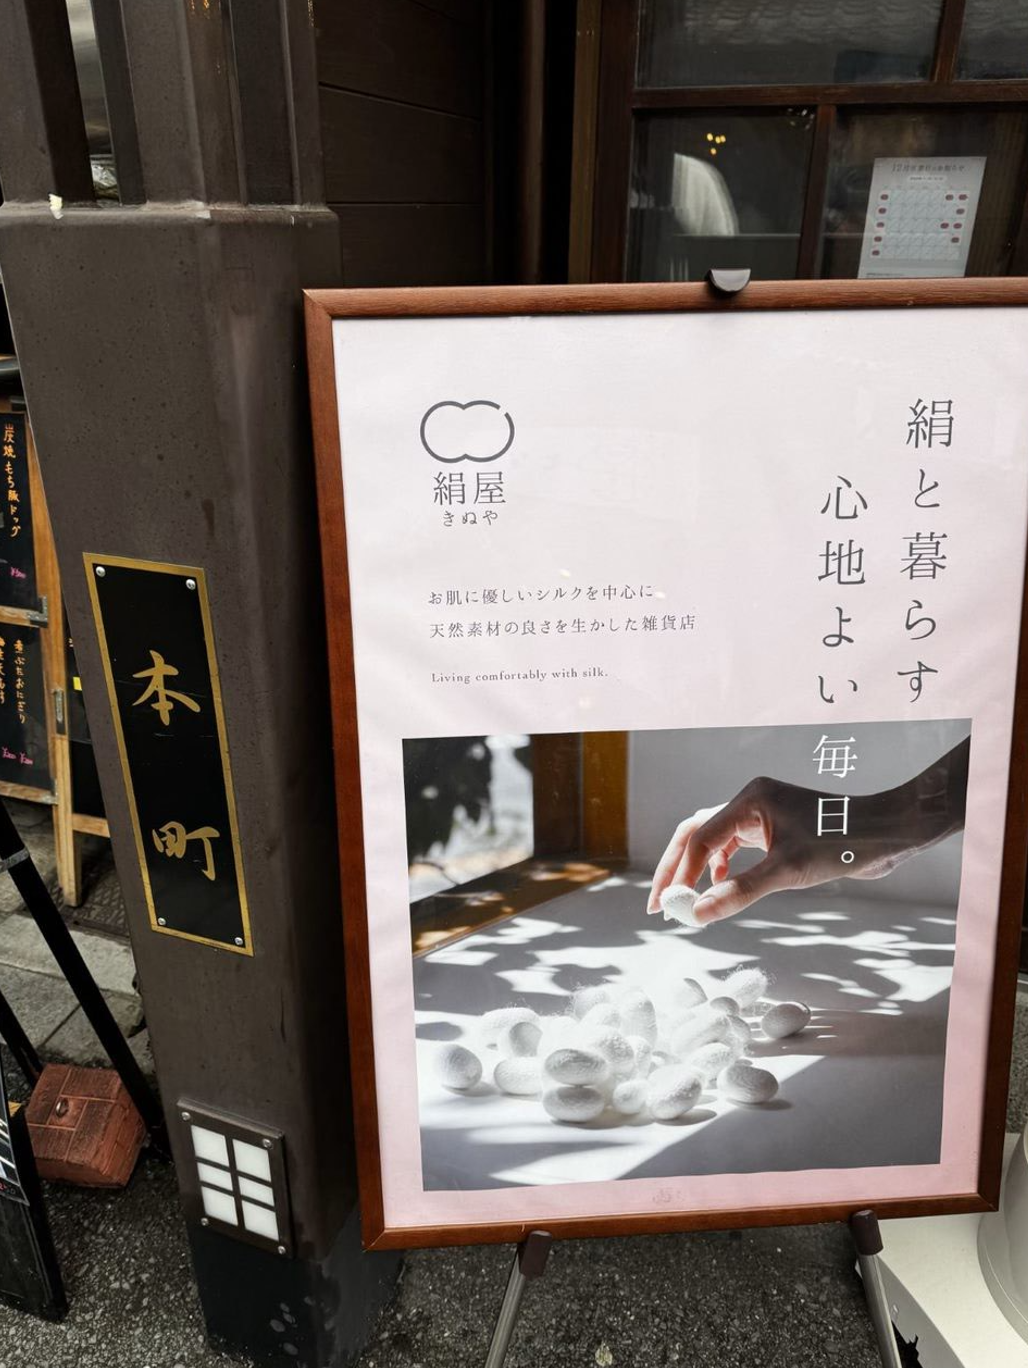 絹と暮らす
心地よい毎日。
絹屋
きぬや
お肌に優しいシルクを中心に
天然素材の良さを生かした雑貨店
Living comfortably with silk.
本町
炭焼もち豚ドッグ